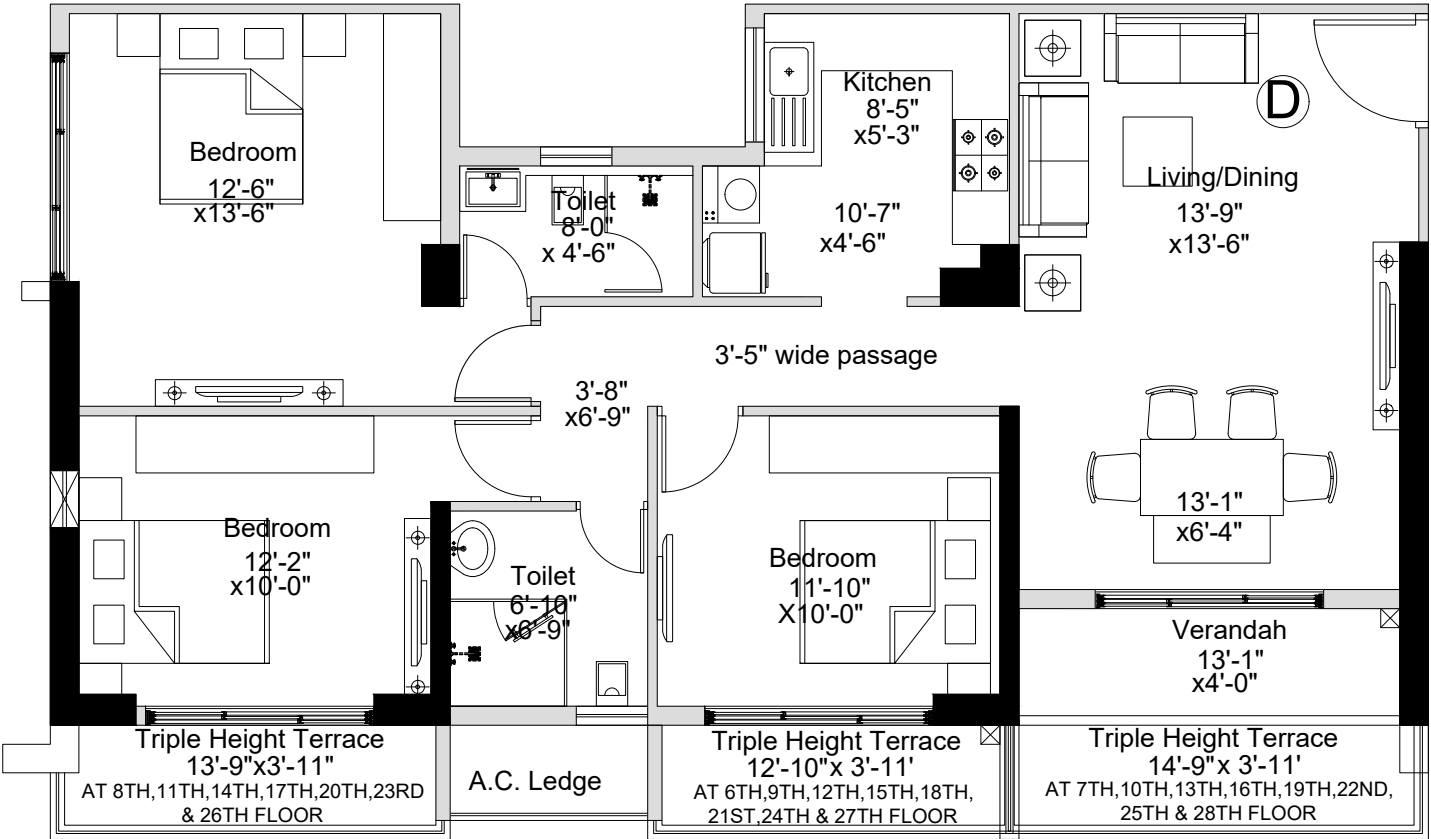 Kitchen
8'-5"
x5'-3"
D
Bedroom
12'-6"
x13'-6"
Toilet
8'-0"
x 4'-6"
10'-7"
x4'-6"
Living/Dining
13'-9"
x13'-6"
3'-5" wide passage
3'-8"
x6'-9"
13'-1"
x6'-4"
Bedroom
12'-2"
x10'-0"
Toilet
6'-10"
x6'-9"
Bedroom
11'-10"
X10'-0"
Verandah
13'-1"
x4'-0"
Triple Height Terrace
13'-9"x3'-11"
AT 8TH,11TH,14TH,17TH,20TH,23RD
& 26TH FLOOR
A.C. Ledge
Triple Height Terrace
12'-10"x 3'-11'
AT 6TH,9TH,12TH,15TH,18TH,
21ST,24TH & 27TH FLOOR
Triple Height Terrace
14'-9"x 3'-11'
AT 7TH,10TH,13TH,16TH,19TH,22ND,
25TH & 28TH FLOOR